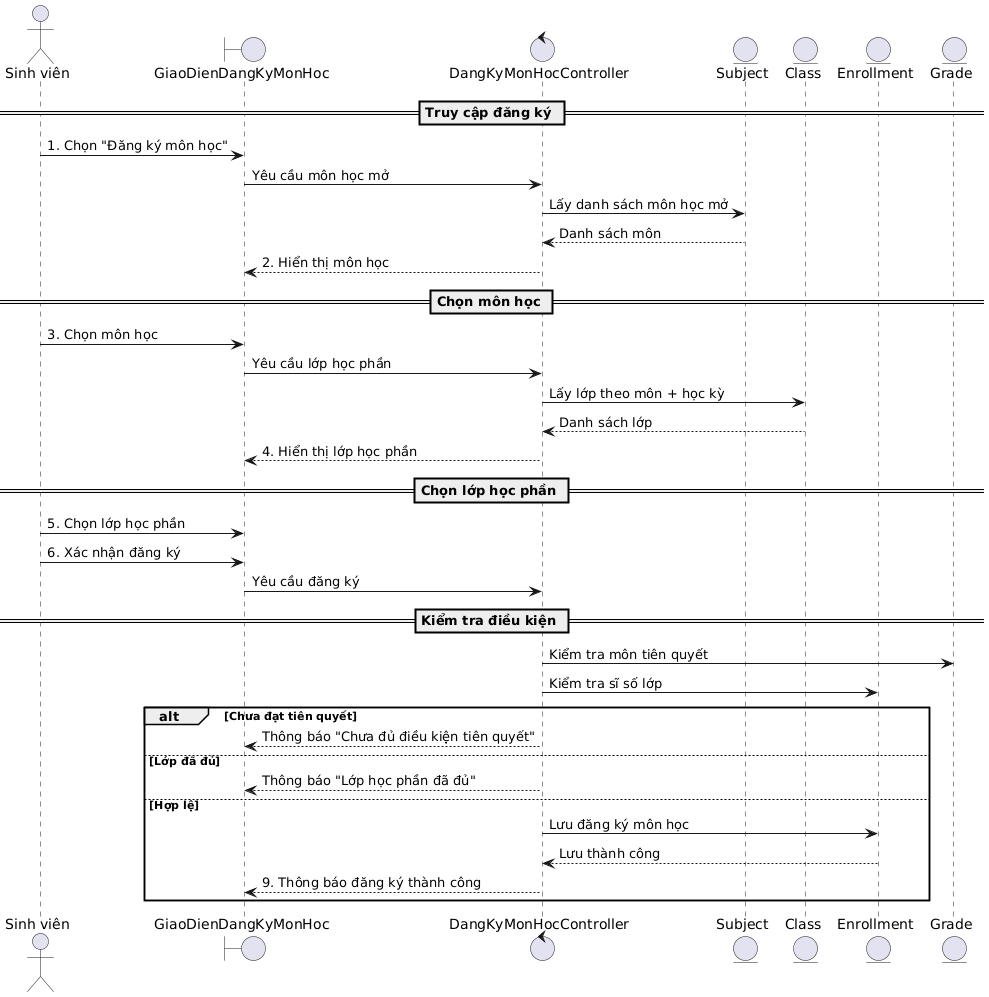 Sinh viên
GiaoDienDangKyMonHoc
DangKyMonHocController
Subject
Class
Enrollment
Grade
Truy cập đăng ký
1. Chọn "Đăng ký môn học"
Yêu cầu môn học mở
Lấy danh sách môn học mở
Danh sách môn
2. Hiển thị môn học
Chọn môn học
3. Chọn môn học
Yêu cầu lớp học phần
Lấy lớp theo môn + học kỳ
Danh sách lớp
4. Hiển thị lớp học phần
Chọn lớp học phần
5. Chọn lớp học phần
6. Xác nhận đăng ký
Yêu cầu đăng ký
Kiểm tra điều kiện
Kiểm tra môn tiên quyết
Kiểm tra sĩ số lớp
alt
[Chưa đạt tiên quyết]
Thông báo "Chưa đủ điều kiện tiên quyết"
[Lớp đã đủ]
Thông báo "Lớp học phần đã đủ"
[Hợp lệ]
Lưu đăng ký môn học
Lưu thành công
9. Thông báo đăng ký thành công
Sinh viên
GiaoDienDangKyMonHoc
DangKyMonHocController
Subject
Class
Enrollment
Grade